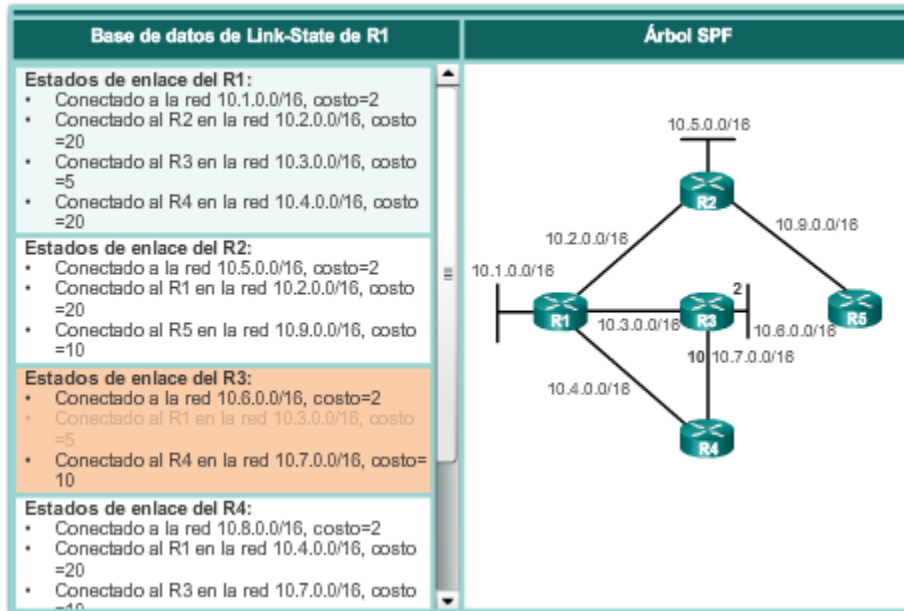 Base de datos de Link-State de R1
Árbol SPF
Estados de enlace del R1:
• Conectado a la red 10.1.0.0/16, costo=2
• Conectado al R2 en la red 10.2.0.0/16, costo
=20
• Conectado al R3 en la red 10.3.0.0/16, costo
=5
• Conectado al R4 en la red 10.4.0.0/16, costo
=20
Estados de enlace del R2:
• Conectado a la red 10.5.0.0/16, costo=2
• Conectado al R1 en la red 10.2.0.0/16, costo
=20
• Conectado al R5 en la red 10.9.0.0/16, costo
=10
Estados de enlace del R3:
• Conectado a la red 10.6.0.0/16, costo=2
• Conectado al R1 en la red 10.3.0.0/16, costo
=5
• Conectado al R4 en la red 10.7.0.0/16, costo=
10
Estados de enlace del R4:
• Conectado a la red 10.8.0.0/16, costo=2
• Conectado al R1 en la red 10.4.0.0/16, costo
=20
• Conectado al R3 en la red 10.7.0.0/16, costo
=10
10.5.0.0/16
R2
10.2.0.0/16
10.9.0.0/16
10.1.0.0/16
2
R1
10.3.0.0/16
R3
10.6.0.0/16
R5
10 10.7.0.0/16
10.4.0.0/16
R4